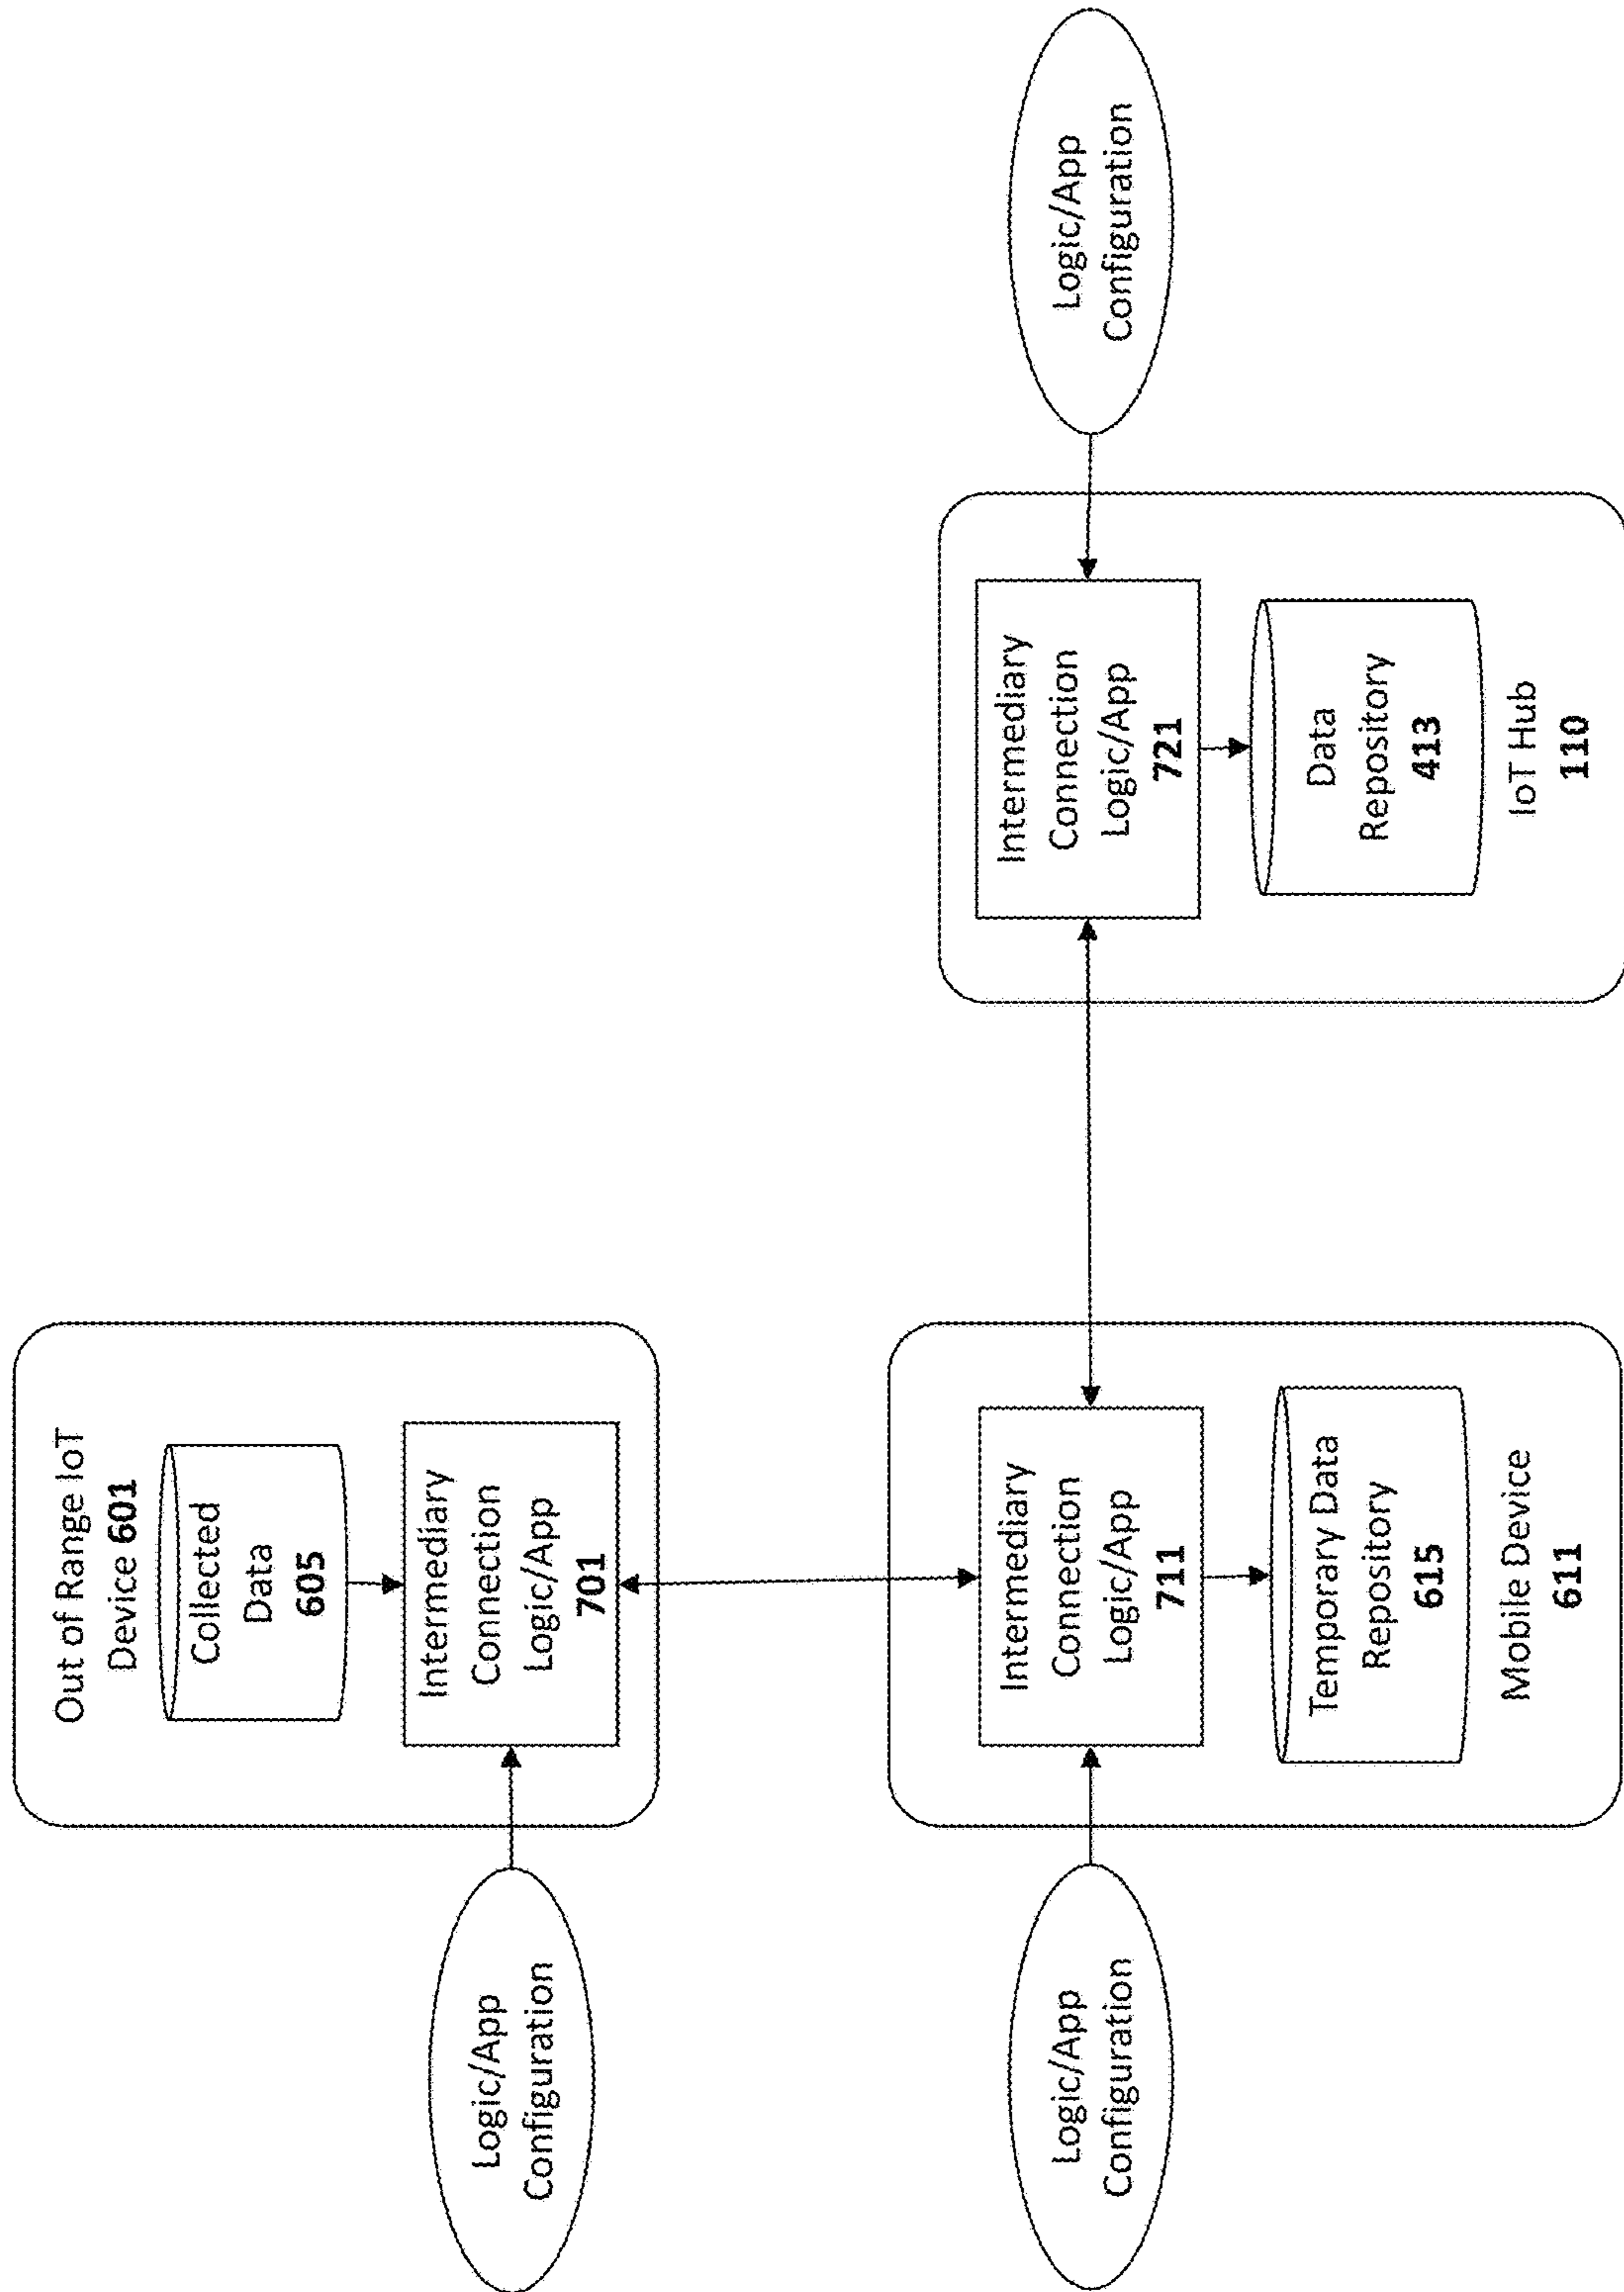 Out of Range IoT
Device 601
Collected
Data
605
Intermediary
Connection
Logic/App
701
Logic/App
Configuration
Logic/App
Configuration
Intermediary
Connection
Logic/App
711
Temporary Data
Repository
615
Mobile Device
611
Intermediary
Connection
Logic/App
721
Data
Repository
413
IoT Hub
110
Logic/App
Configuration